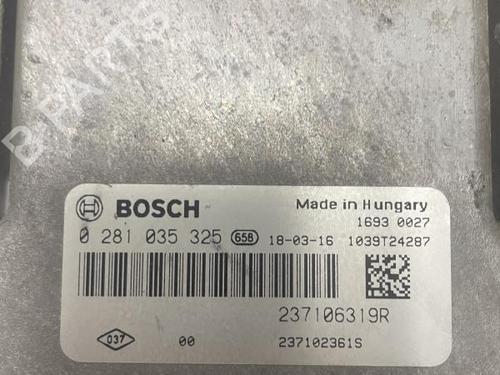 B-PARTS
BOSCH
Made in Hungary
1693 0027
0 281 035 325 658 18-03-16 1039T24287
237106319R
037 00 237102361S